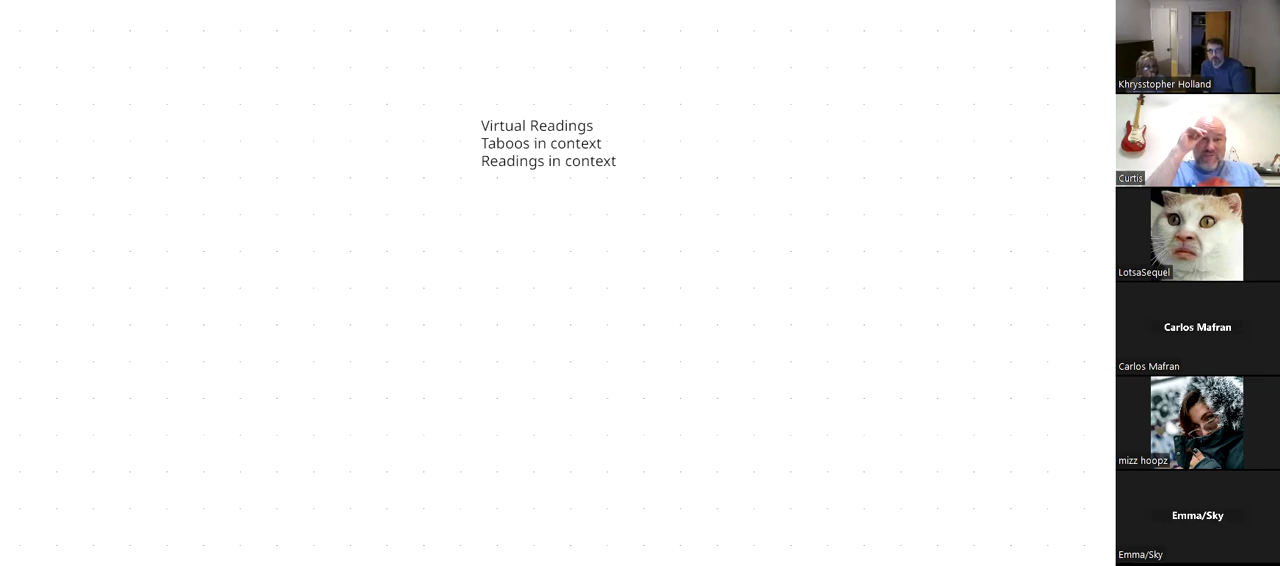 Virtual Readings
Taboos in context
Readings in context
Khrysstopher Holland
Curtis
LotsaSequel
Carlos Mafran
Carlos Mafran
mizz hoopz
Emma/Sky
Emma/Sky